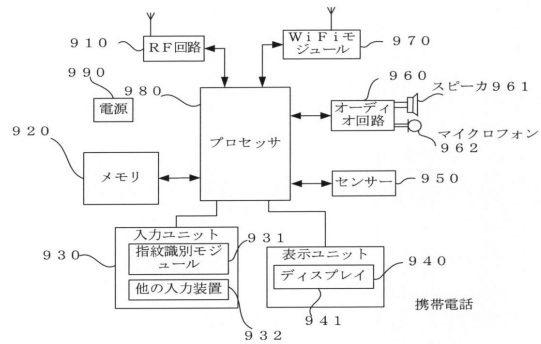 910
RF回路
WiFiモジュール
970
990
電源
980
960
オーディオ回路
スピーカ961
マイクロフォン
962
920
メモリ
プロセッサ
センサー
950
930
入力ユニット
指紋識別モジュール
931
他の入力装置
932
表示ユニット
ディスプレイ
940
941
携帯電話